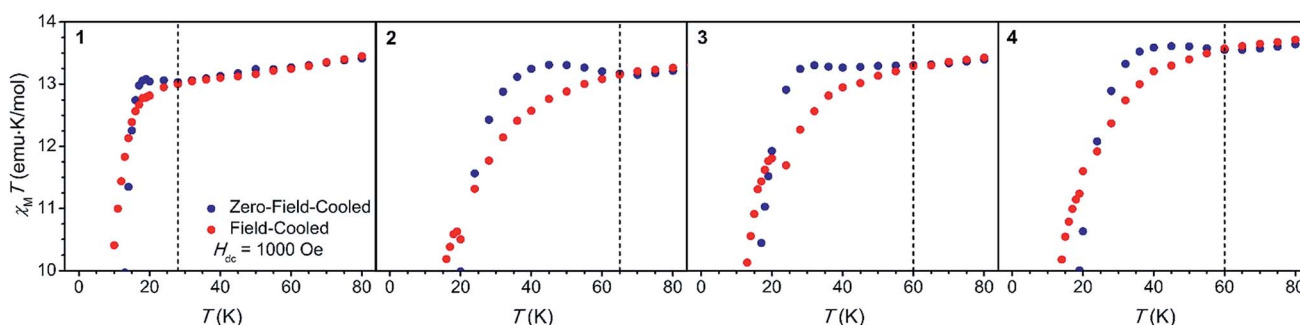 14
13
12
11
10
χM T (emu·K/mol)
1
Zero-Field-Cooled
Field-Cooled
Hdc = 1000 Oe
0 20 40 60 80
T (K)
2
0 20 40 60 80
T (K)
3
0 20 40 60 80
T (K)
4
0 20 40 60 80
T (K)